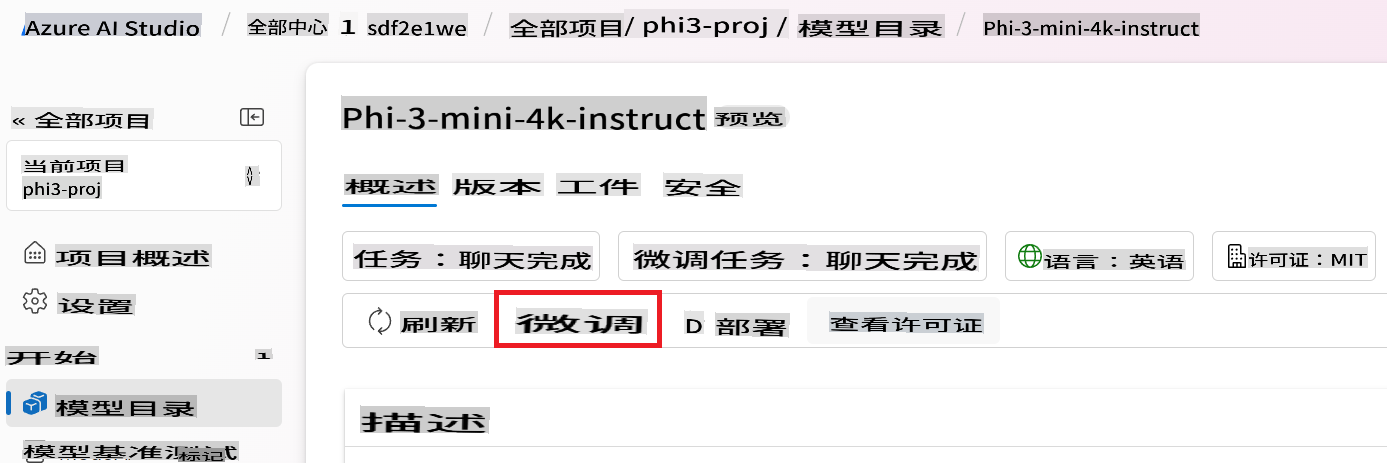 Azure AI Studio / 全部中心 1 sdf2e1we / 全部项目/ phi3-proj / 模型目录 / Phi-3-mini-4k-instruct
« 全部项目
当前项目
phi3-proj
项目概述
设置
开始 1
模型目录
模型基准测试
标记
Phi-3-mini-4k-instruct 预览
概述 版本 工件 安全
任务：聊天完成 微调任务：聊天完成 语言：英语 许可证：MIT
刷新 微调 D 部署 查看许可证
描述